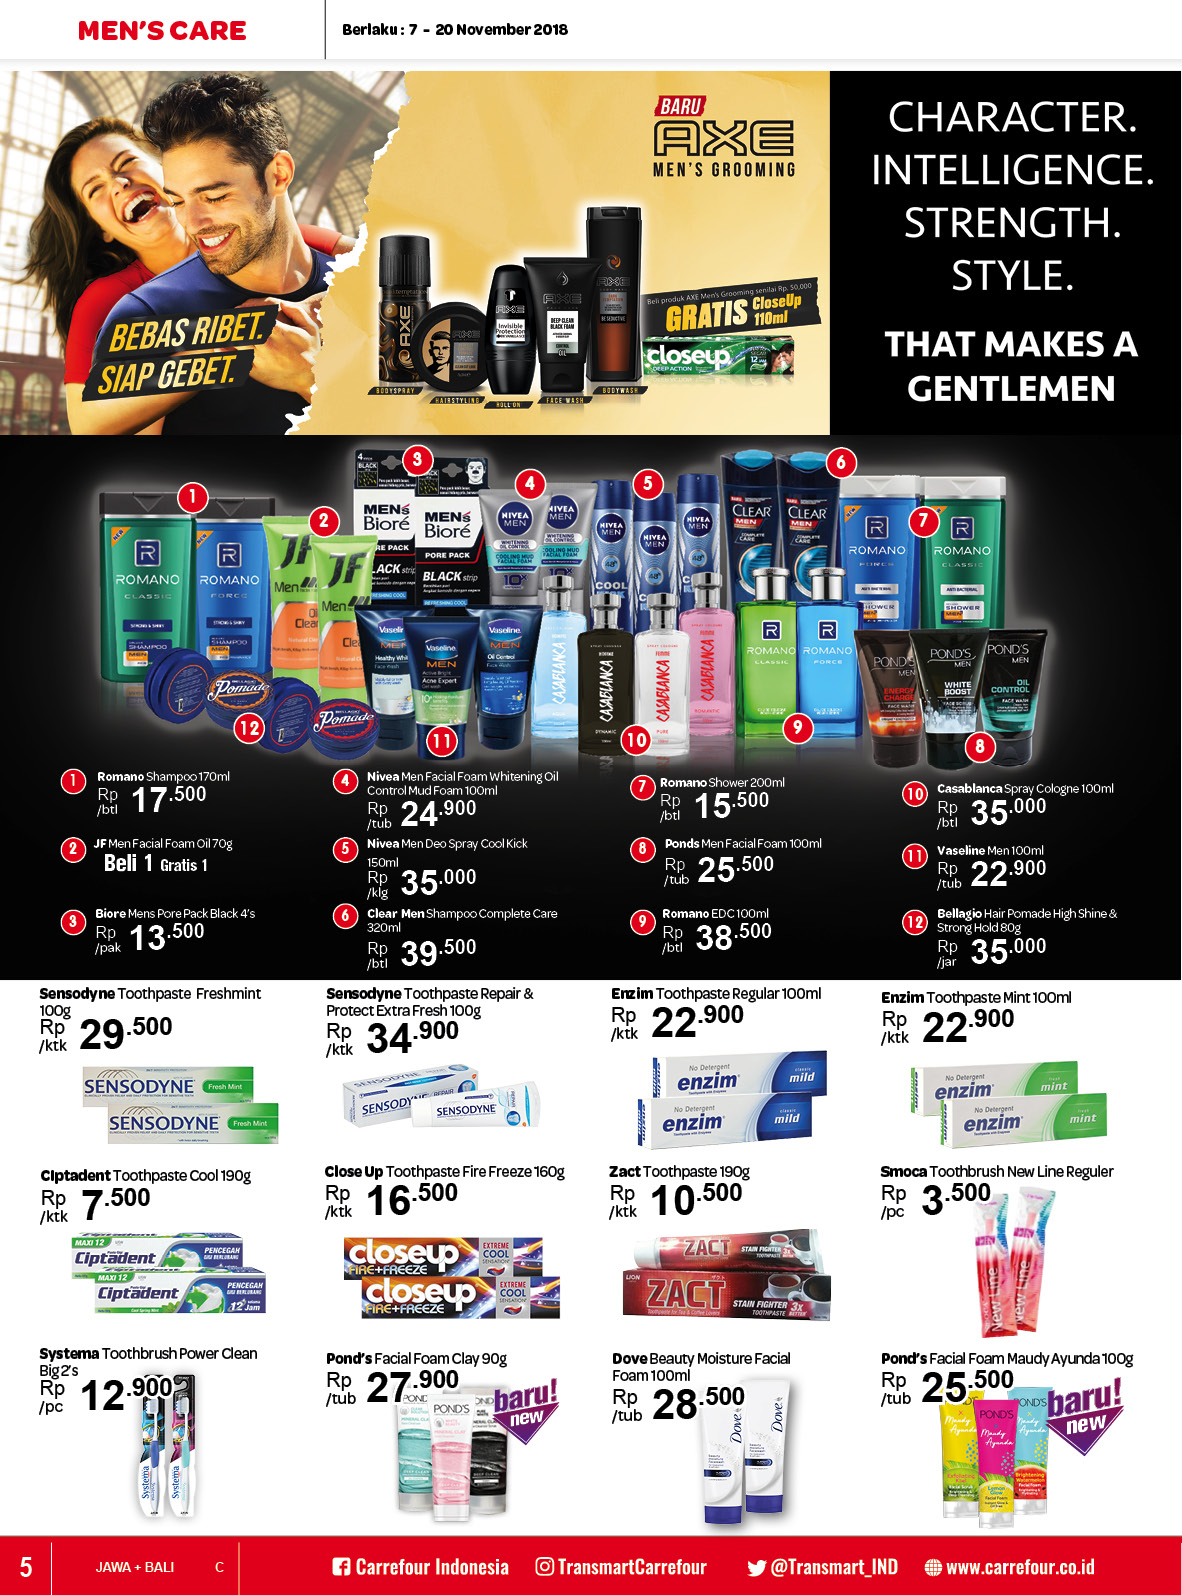 MEN'S CARE
Berlaku : 7 - 20 November 2018
BEBAS RIBET.
SIAP GEBET.
BARU
AXE
MEN'S GROOMING
Beli produk AXE Men's Grooming senilai Rp. 50,000
GRATIS CloseUp
110ml
closeup
DEEP ACTION
BODYSPRAY
HAIRSTYLING
ROLL ON
FACE WASH
BODYWASH
CHARACTER.
INTELLIGENCE.
STRENGTH.
STYLE.
THAT MAKES A
GENTLEMEN
1 Romano Shampoo 170ml
Rp 17.500
/btl
2 JF Men Facial Foam Oil 70g
Beli 1 Gratis 1
3 Biore Mens Pore Pack Black 4's
Rp 13.500
/pak
4 Nivea Men Facial Foam Whitening Oil
Control Mud Foam 100ml
Rp 24.900
/tub
5 Nivea Men Deo Spray Cool Kick
150ml
Rp 35.000
/klg
6 Clear Men Shampoo Complete Care
320ml
Rp 39.500
/btl
7 Romano Shower 200ml
Rp 15.500
/btl
8 Ponds Men Facial Foam 100ml
Rp 25.500
/tub
9 Romano EDC 100ml
Rp 38.500
/btl
10 Casablanca Spray Cologne 100ml
Rp 35.000
/btl
11 Vaseline Men 100ml
Rp 22.900
/tub
12 Bellagio Hair Pomade High Shine &
Strong Hold 80g
Rp 35.000
/jar
Sensodyne Toothpaste Freshmint
100g
Rp 29.500
/ktk
Sensodyne Toothpaste Repair &
Protect Extra Fresh 100g
Rp 34.900
/ktk
Enzim Toothpaste Regular 100ml
Rp 22.900
/ktk
Enzim Toothpaste Mint 100ml
Rp 22.900
/ktk
CIptadent Toothpaste Cool 190g
Rp 7.500
/ktk
Close Up Toothpaste Fire Freeze 160g
Rp 16.500
/ktk
Zact Toothpaste 190g
Rp 10.500
/ktk
Smoca Toothbrush New Line Reguler
Rp 3.500
/pc
Systema Toothbrush Power Clean
Big 2's
Rp 12.900
/pc
Pond's Facial Foam Clay 90g
Rp 27.900
/tub
baru!
new
Dove Beauty Moisture Facial
Foam 100ml
Rp 28.500
/tub
Pond's Facial Foam Maudy Ayunda 100g
Rp 25.500
/tub
baru!
new
5
JAWA + BALI C
Carrefour Indonesia
TransmartCarrefour
@Transmart_IND
www.carrefour.co.id